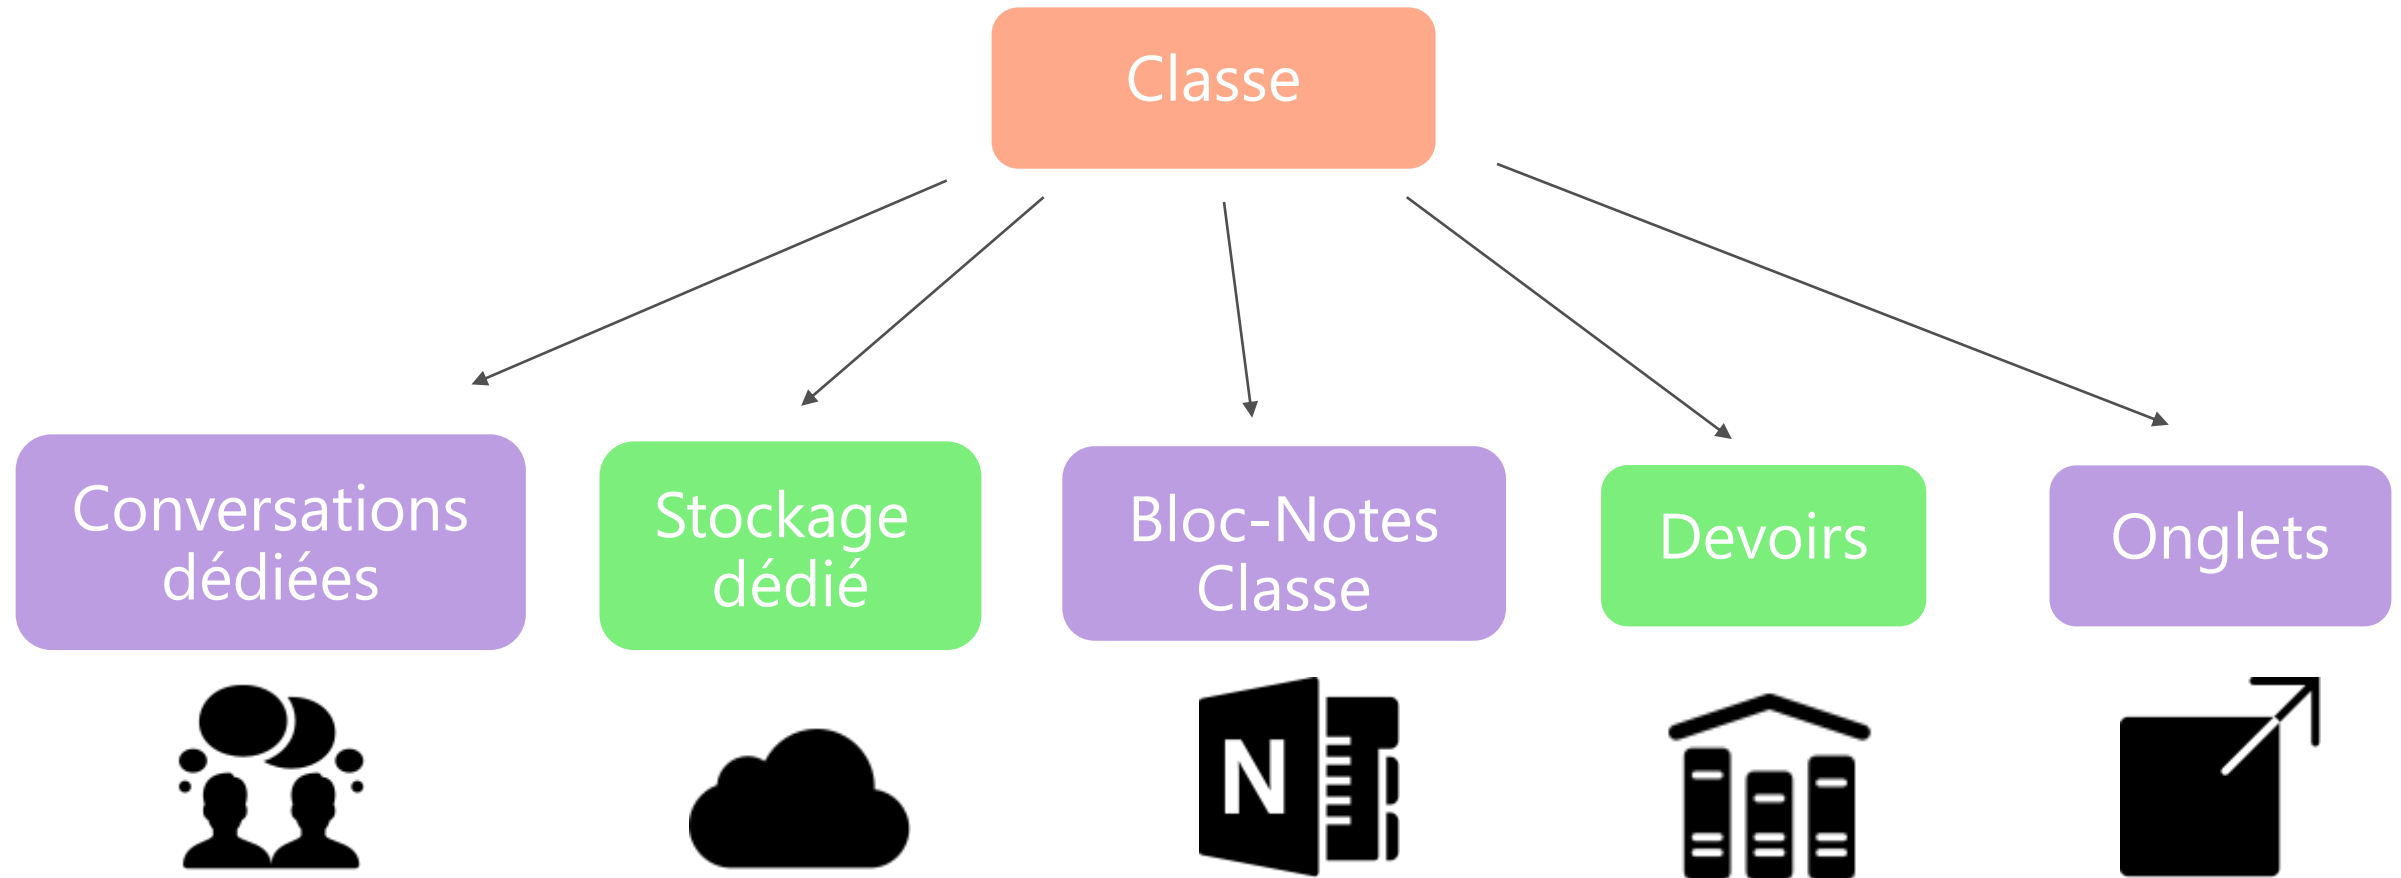 Classe
Conversations
dédiées
Stockage
dédié
Bloc-Notes
Classe
Devoirs
Onglets
N